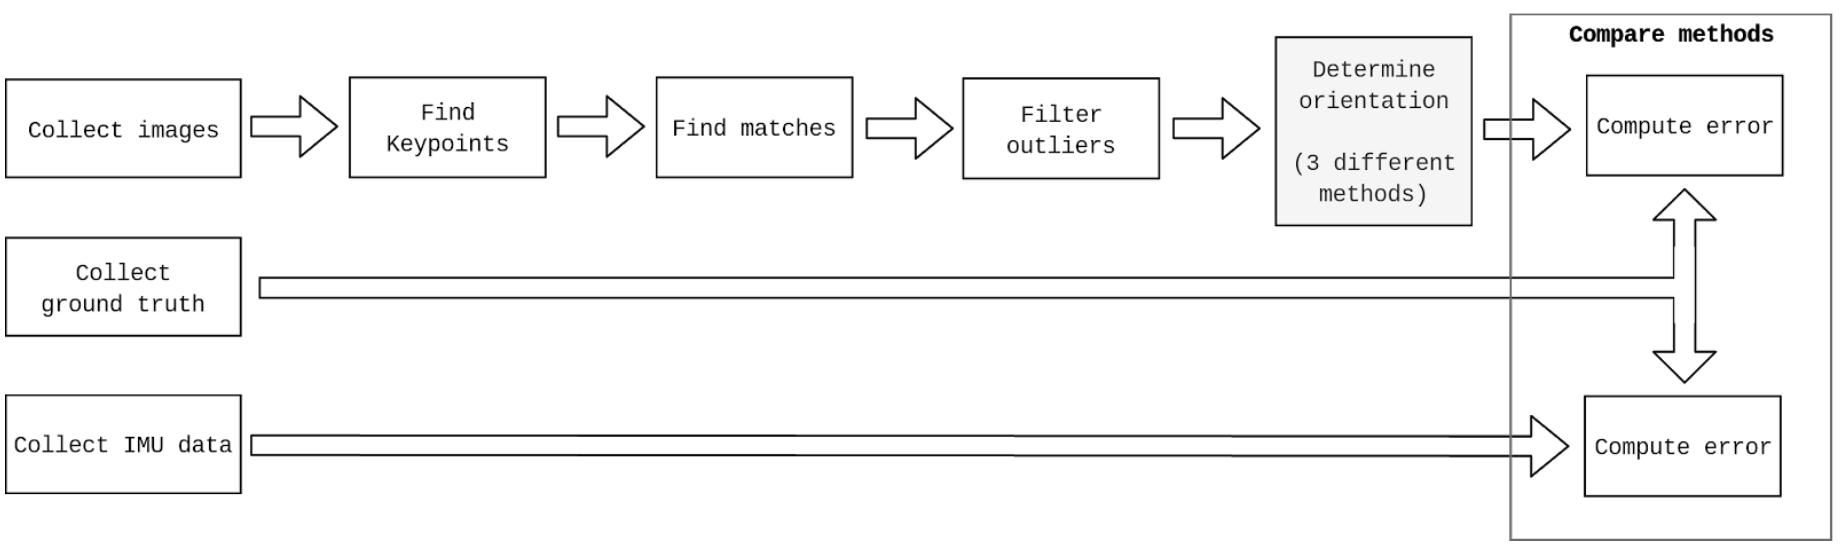 Compare methods
Collect images
Find
Keypoints
Find matches
Filter
outliers
Determine
orientation
(3 different
methods)
Compute error
Collect
ground truth
Collect IMU data
Compute error